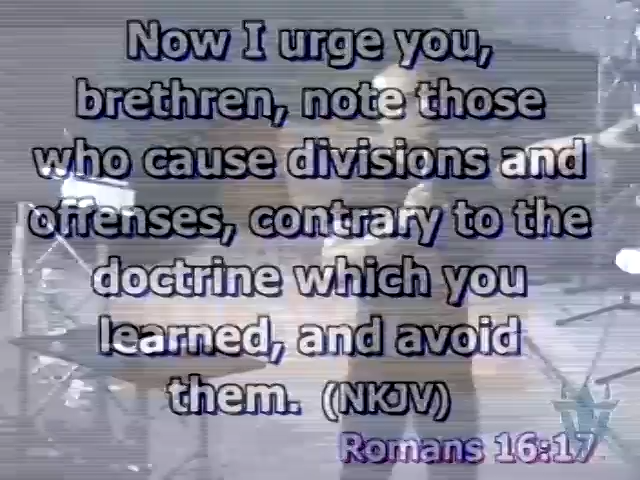 Now I urge you,
brethren, note those
who cause divisions and
offenses, contrary to the
doctrine which you
learned, and avoid
them. (NKJV)
Romans 16:17